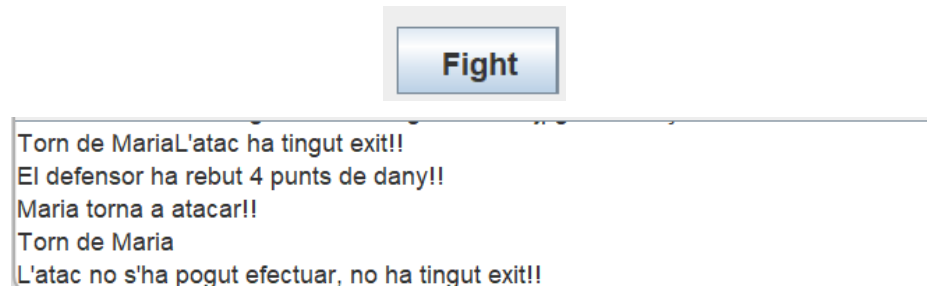 Fight
Torn de MariaL'atac ha tingut exit!!
El defensor ha rebut 4 punts de dany!!
Maria torna a atacar!!
Torn de Maria
L'atac no s'ha pogut efectuar, no ha tingut exit!!